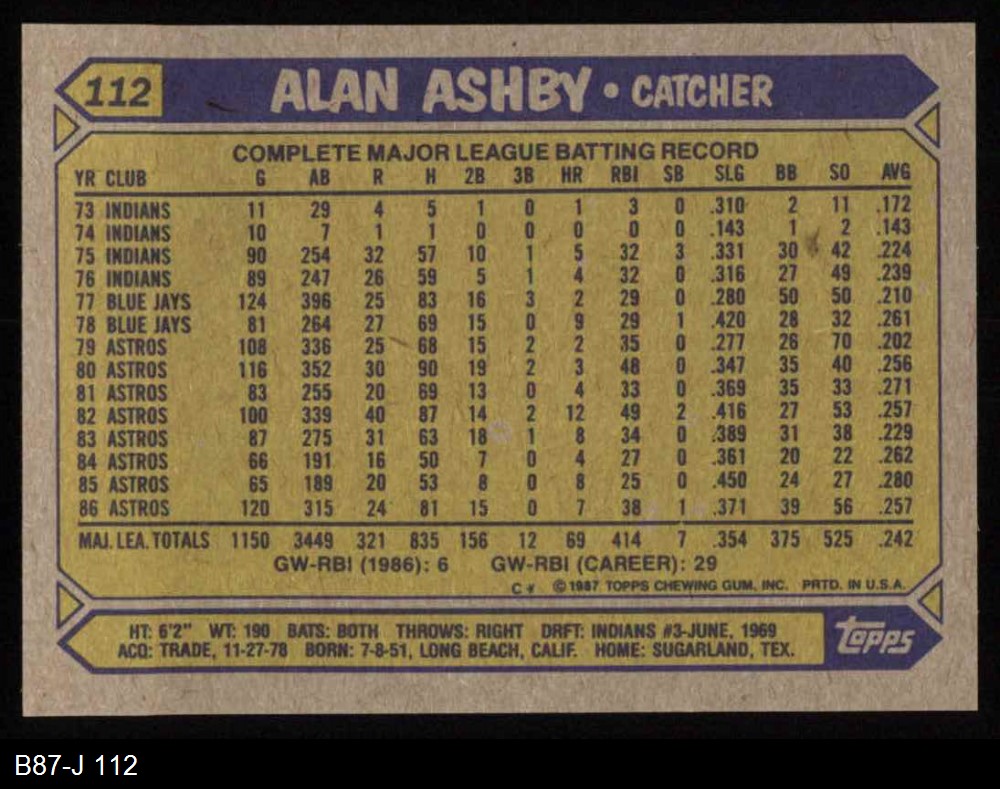 112 ALAN ASHBY • CATCHER
COMPLETE MAJOR LEAGUE BATTING RECORD
YR CLUB G AB R H 2B 3B HR RBI SB SLG BB SO AVG
73 INDIANS 11 29 4 5 1 0 1 3 0 .310 2 11 .172
74 INDIANS 10 7 1 1 0 0 0 0 0 .143 1 2 .143
75 INDIANS 90 254 32 57 10 1 5 32 3 .331 30 42 .224
76 INDIANS 89 247 26 59 5 1 4 32 0 .316 27 49 .239
77 BLUE JAYS 124 396 25 83 16 3 2 29 0 .280 50 50 .210
78 BLUE JAYS 81 264 27 69 15 0 9 29 1 .420 28 32 .261
79 ASTROS 108 336 25 68 15 2 2 35 0 .277 26 70 .202
80 ASTROS 116 352 30 90 19 2 3 48 0 .347 35 40 .256
81 ASTROS 83 255 20 69 13 0 4 33 0 .369 35 33 .271
82 ASTROS 100 339 40 87 14 2 12 49 2 .416 27 53 .257
83 ASTROS 87 275 31 63 18 1 8 34 0 .389 31 38 .229
84 ASTROS 66 191 16 50 7 0 4 27 0 .361 20 22 .262
85 ASTROS 65 189 20 53 8 0 8 25 0 .450 24 27 .280
86 ASTROS 120 315 24 81 15 0 7 38 1 .371 39 56 .257
MAJ. LEA. TOTALS 1150 3449 321 835 156 12 69 414 7 .354 375 525 .242
GW-RBI (1986): 6 GW-RBI (CAREER): 29
C* ©1987 TOPPS CHEWING GUM, INC. PRTD. IN U.S.A.
HT: 6'2" WT: 190 BATS: BOTH THROWS: RIGHT DRFT: INDIANS #3-JUNE, 1969
ACQ: TRADE, 11-27-78 BORN: 7-8-51, LONG BEACH, CALIF. HOME: SUGARLAND, TEX.
topps
B87-J 112